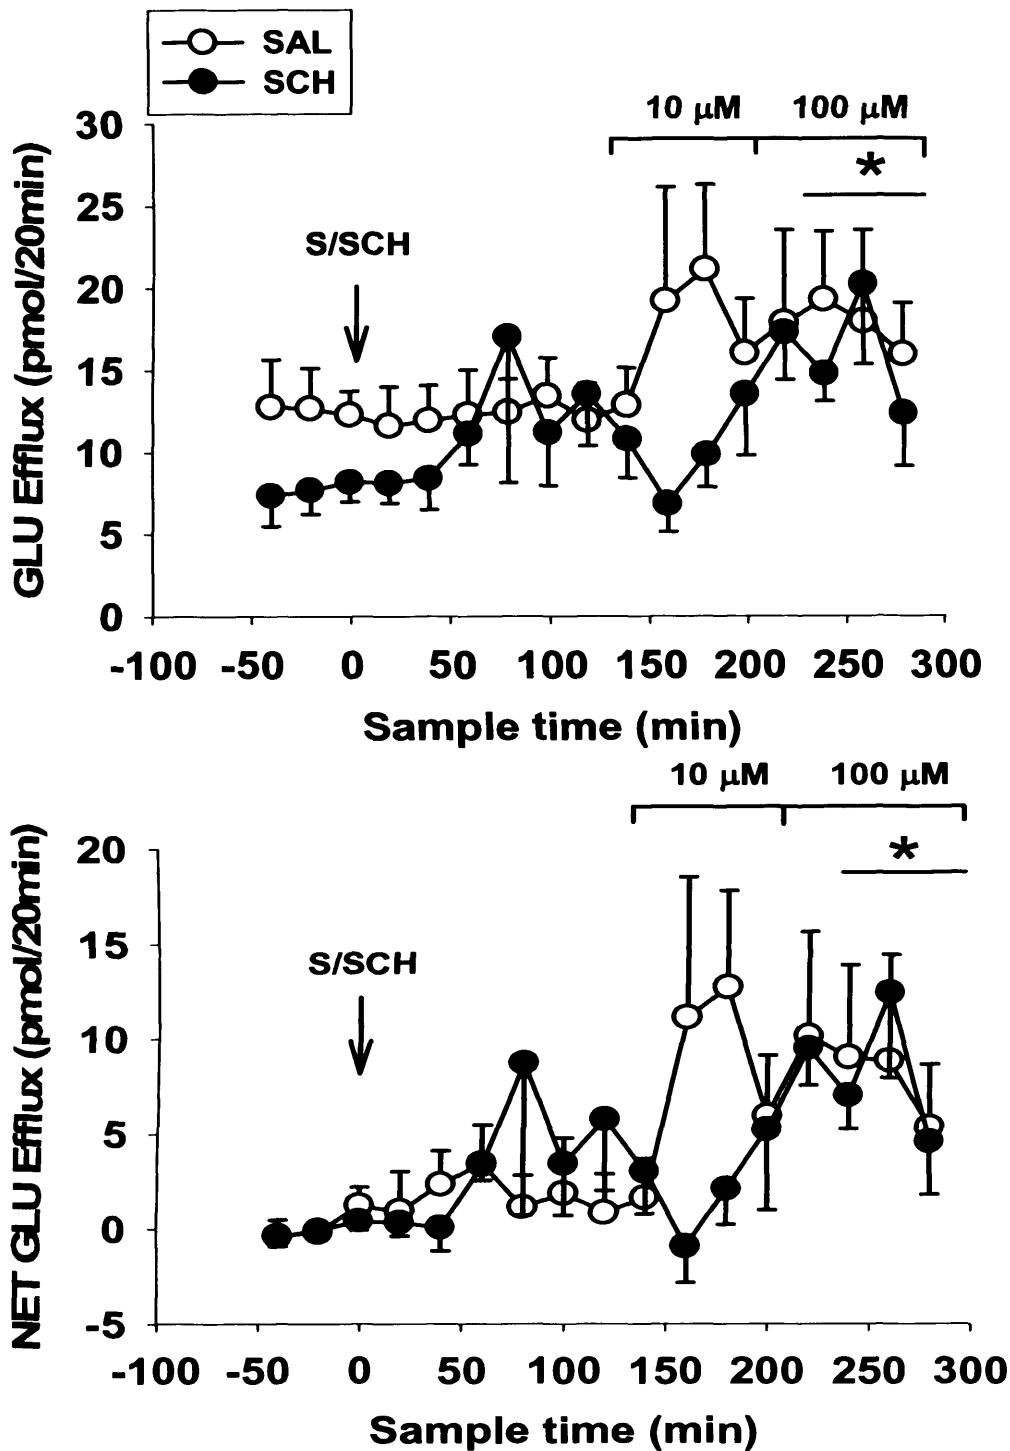 SAL
SCH
10 μM 100 μM
*
S/SCH
GLU Efflux (pmol/20min)
30
25
20
15
10
5
0
-100 -50 0 50 100 150 200 250 300
Sample time (min)
10 μM 100 μM
*
S/SCH
NET GLU Efflux (pmol/20min)
20
15
10
5
0
-5
-100 -50 0 50 100 150 200 250 300
Sample time (min)